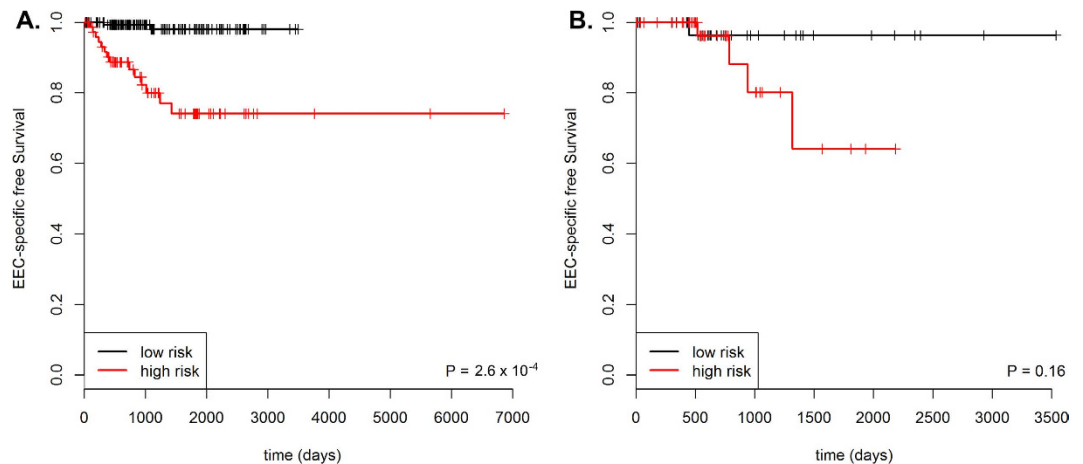 A.
EEC-specific free Survival
1.0
0.8
0.6
0.4
0.2
0.0
low risk
high risk
P = 2.6 x 10⁻⁴
0 1000 2000 3000 4000 5000 6000 7000
time (days)
B.
EEC-specific free Survival
1.0
0.8
0.6
0.4
0.2
0.0
low risk
high risk
P = 0.16
0 500 1000 1500 2000 2500 3000 3500
time (days)